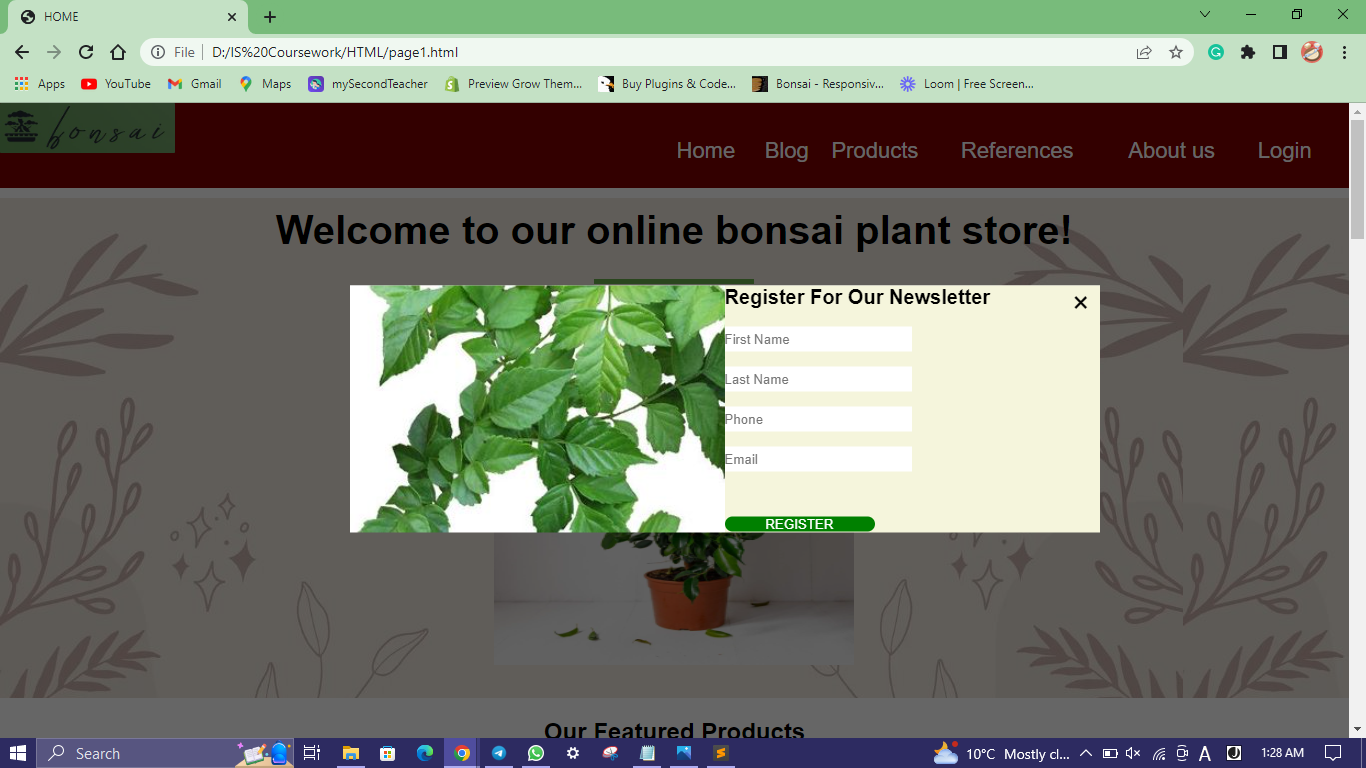 HOME
File
D:/IS%20Coursework/HTML/page1.html
Apps
YouTube
Gmail
Maps
mySecondTeacher
Preview Grow Them...
Buy Plugins & Code...
Bonsai - Responsiv...
Loom | Free Screen...
bonsai
Home
Blog
Products
References
About us
Login
Welcome to our online bonsai plant store!
Register For Our Newsletter
First Name
Last Name
Phone
Email
REGISTER
Our Featured Products
Search
10°C Mostly cl...
1:28 AM